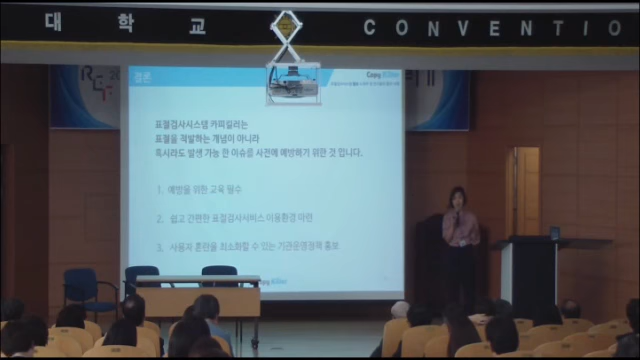 대 학 교
CONVENTIO
결론
Copy Killer
표절검사시스템 카피킬러는
표절을 적발하는 개념이 아니라
혹시라도 발생 가능 한 이슈를 사전에 예방하기 위한 것 입니다.
1. 예방을 위한 교육 필수
2. 쉽고 간편한 표절검사서비스 이용환경 마련
3. 사용자 혼란을 최소화할 수 있는 기관운영정책 홍보
Copy Killer